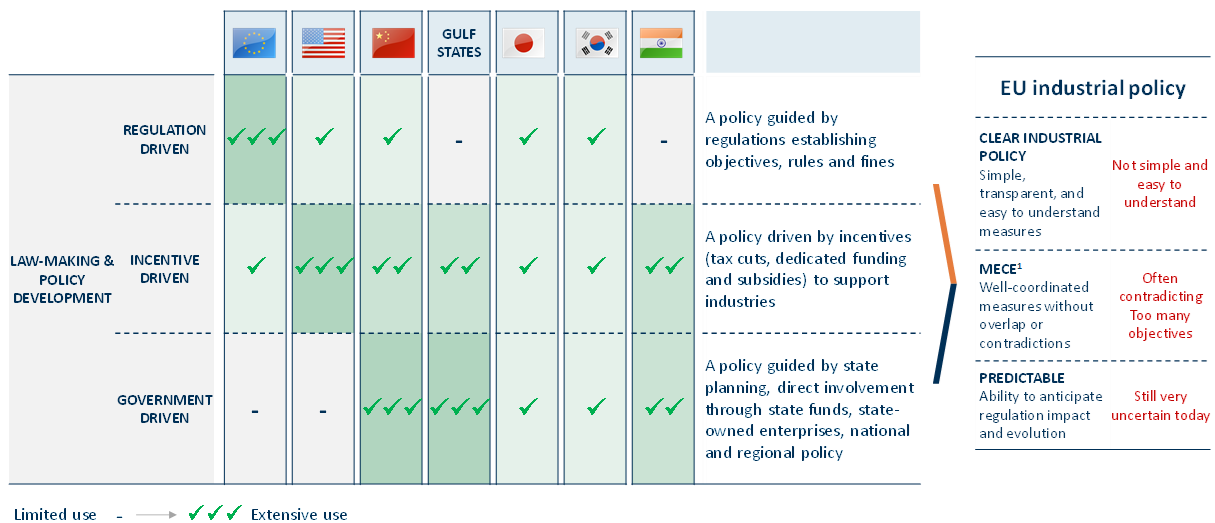 GULF
STATES
LAW-MAKING &
POLICY
DEVELOPMENT
REGULATION
DRIVEN
✓✓✓ ✓ ✓ - ✓ ✓ -
A policy guided by
regulations establishing
objectives, rules and fines
INCENTIVE
DRIVEN
✓ ✓✓✓ ✓✓ ✓✓ ✓ ✓ ✓✓
A policy driven by incentives
(tax cuts, dedicated funding
and subsidies) to support
industries
GOVERNMENT
DRIVEN
- - ✓✓✓ ✓✓✓ ✓ ✓ ✓✓
A policy guided by state
planning, direct involvement
through state funds, state-
owned enterprises, national
and regional policy
EU industrial policy
CLEAR INDUSTRIAL
POLICY
Simple,
transparent, and
easy to understand
measures
Not simple and
easy to
understand
MECE¹
Well-coordinated
measures without
overlap or
contradictions
Often
contradicting
Too many
objectives
PREDICTABLE
Ability to anticipate
regulation impact
and evolution
Still very
uncertain today
Limited use - → ✓✓✓ Extensive use